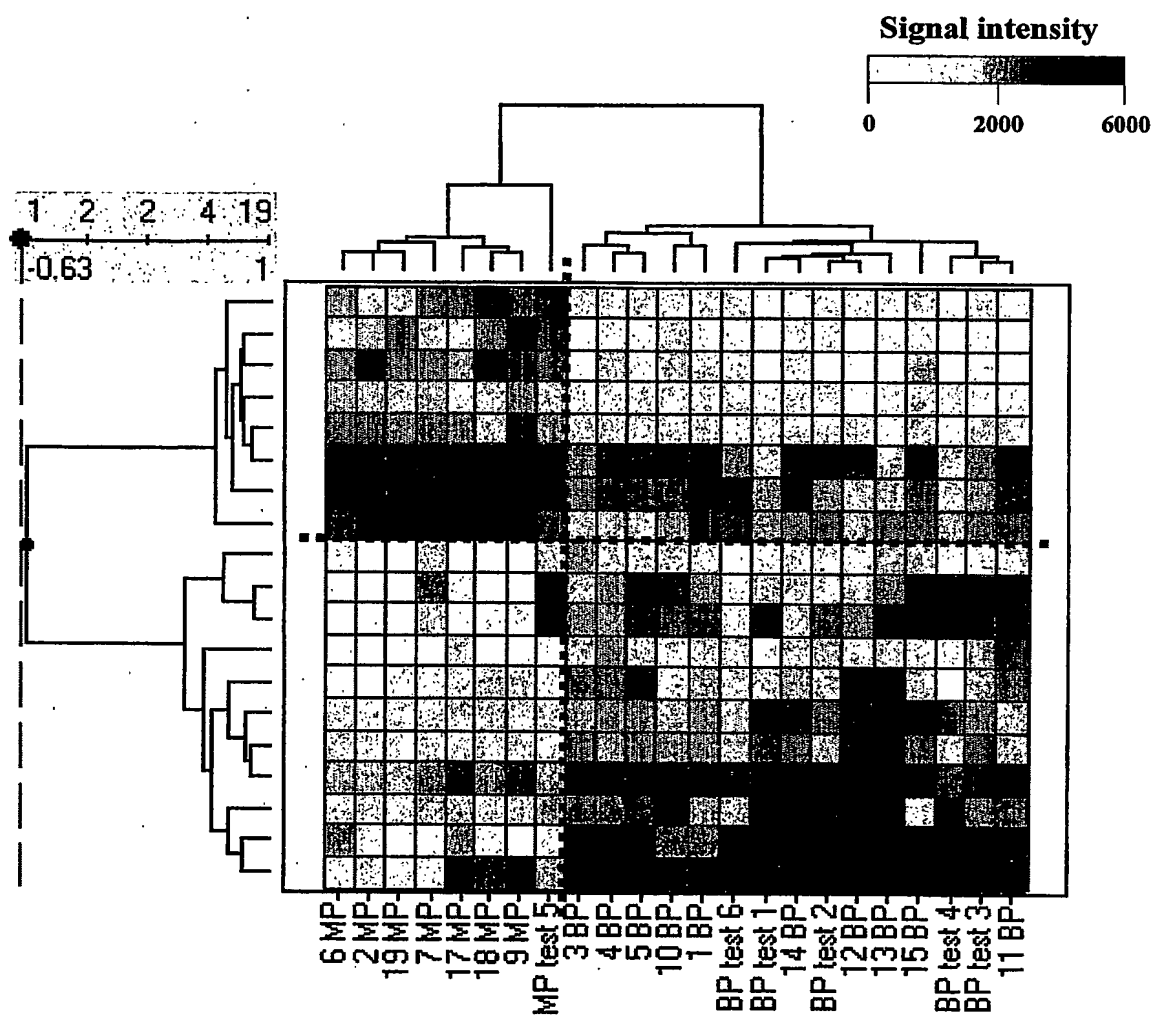 Signal intensity
0 2000 6000
1 2 2 4 19
-0.63 1
6 MP
2 MP
19 MP
7 MP
17 MP
18 MP
9 MP
MP test 5
3 BP
4 BP
5 BP
10 BP
1 BP
BP test 6
BP test 1
14 BP
BP test 2
12 BP
13 BP
15 BP
BP test 4
BP test 3
11 BP